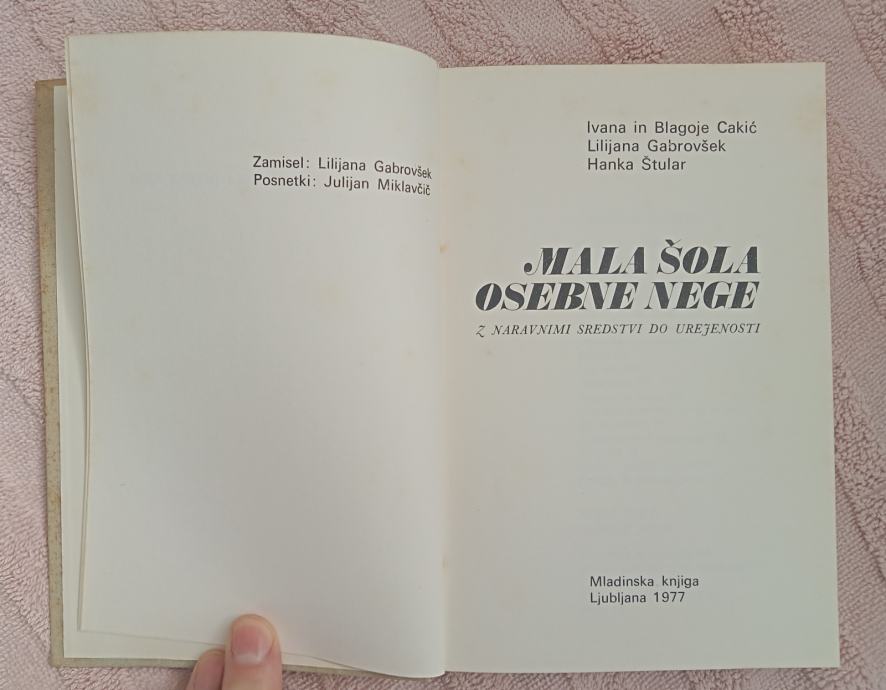 Zamisel: Lilijana Gabrovšek
Posnetki: Julijan Miklavčič
Ivana in Blagoje Cakić
Lilijana Gabrovšek
Hanka Štular
MALA ŠOLA
OSEBNE NEGE
Z NARAVNIMI SREDSTVI DO UREJENOSTI
Mladinska knjiga
Ljubljana 1977